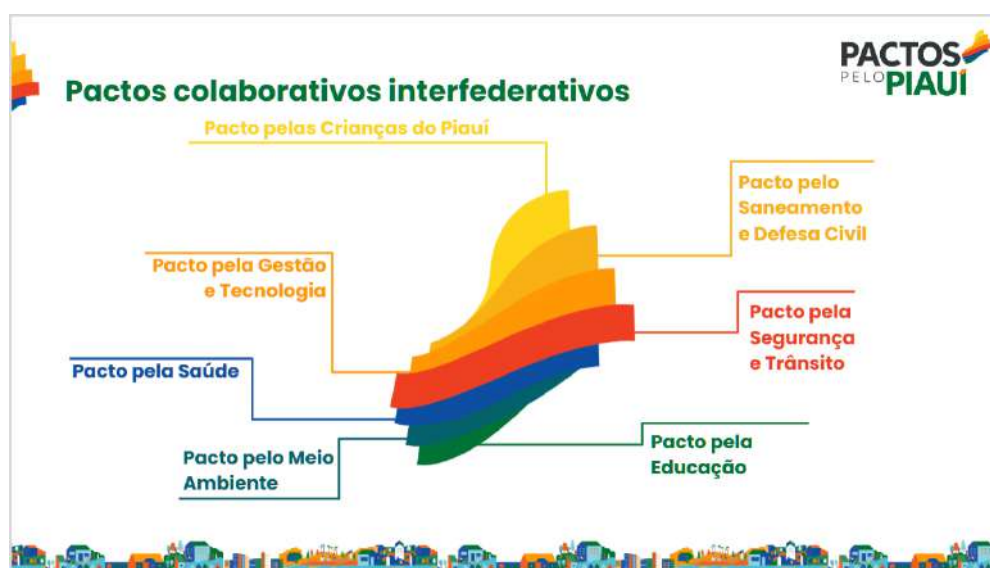 PACTOS
PELO PIAUÍ
Pactos colaborativos interfederativos
Pacto pelas Crianças do Piauí
Pacto pelo
Saneamento
e Defesa Civil
Pacto pela Gestão
e Tecnologia
Pacto pela
Segurança
e Trânsito
Pacto pela Saúde
Pacto pelo Meio
Ambiente
Pacto pela
Educação